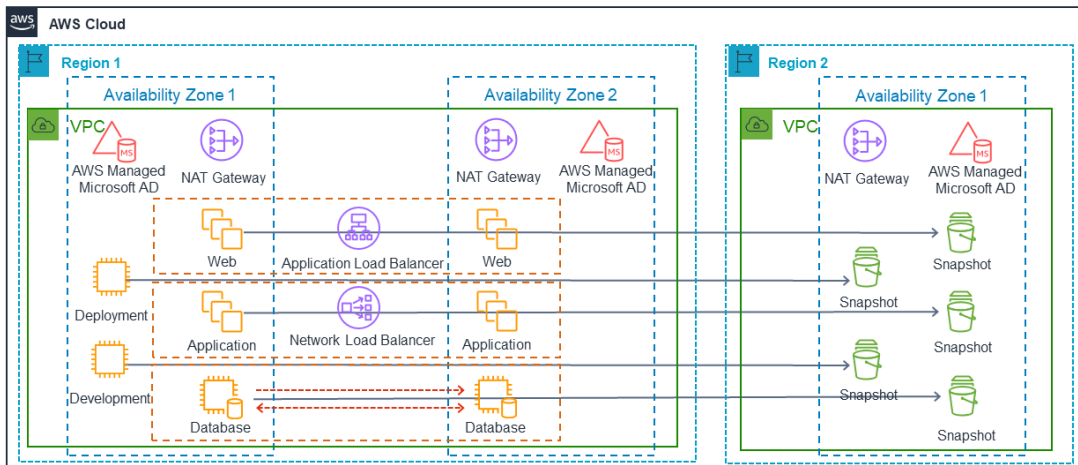 aws
AWS Cloud
Region 1
Region 2
Availability Zone 1
Availability Zone 2
Availability Zone 1
VPC
VPC
MS
MS
MS
AWS Managed
Microsoft AD
NAT Gateway
NAT Gateway
AWS Managed
Microsoft AD
NAT Gateway
AWS Managed
Microsoft AD
Web
Application Load Balancer
Web
Snapshot
Deployment
Snapshot
Application
Network Load Balancer
Application
Snapshot
Development
Snapshot
Database
Database
Snapshot